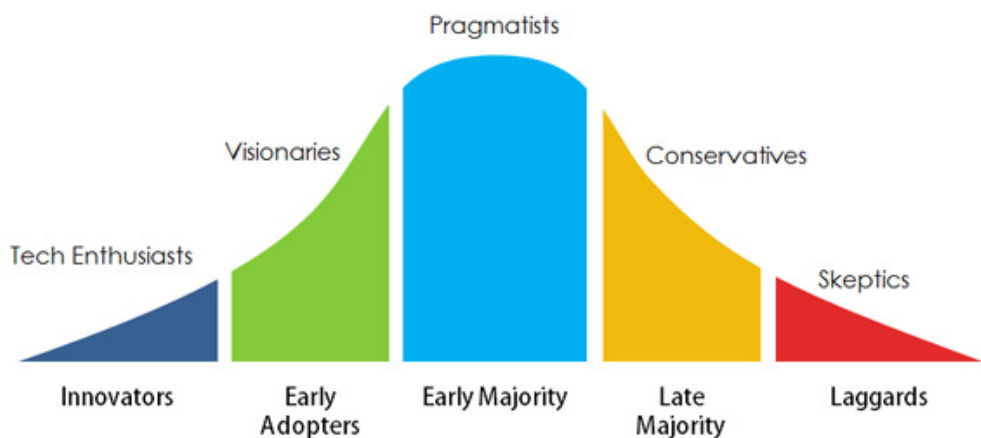 Pragmatists
Visionaries
Conservatives
Tech Enthusiasts
Skeptics
Innovators
Early
Adopters
Early Majority
Late
Majority
Laggards